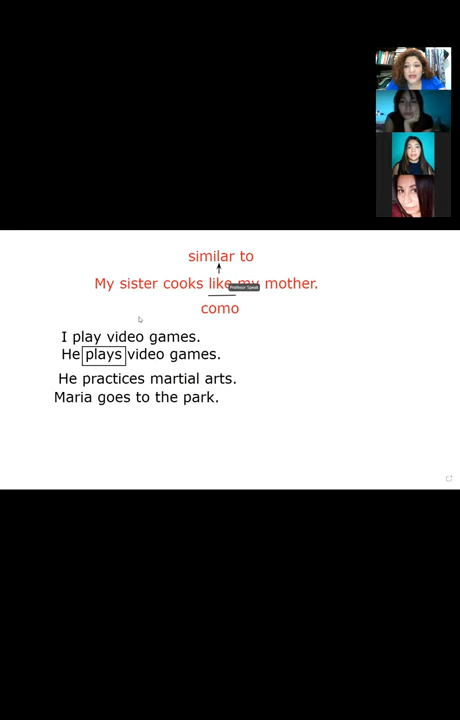 similar to
My sister cooks like my mother.
como
I play video games.
He plays video games.
He practices martial arts.
Maria goes to the park.